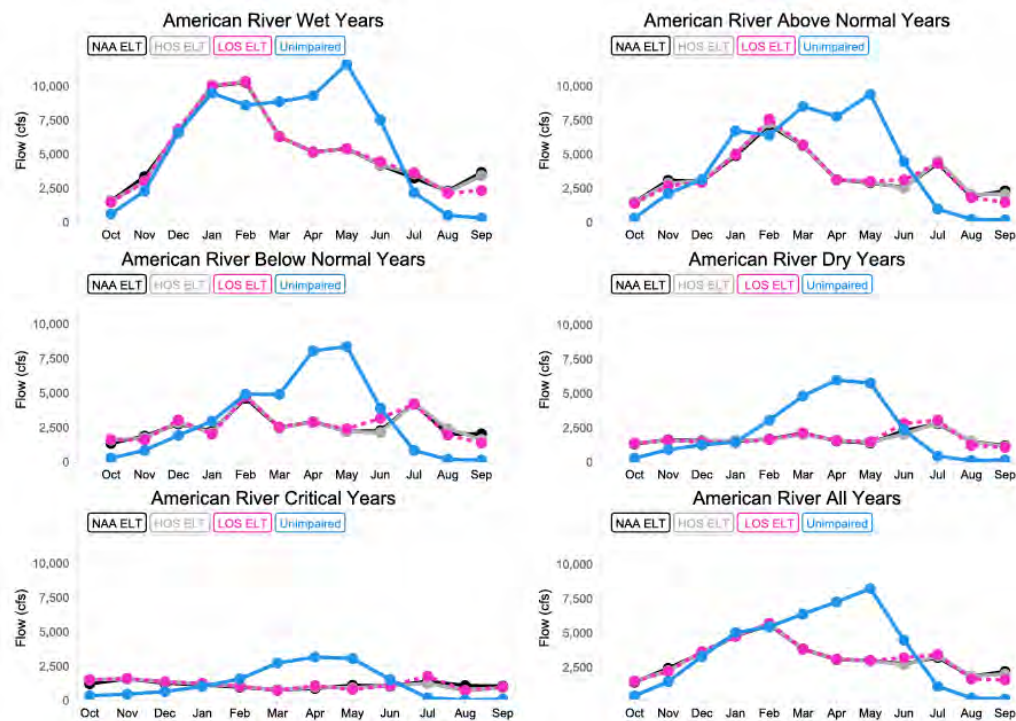 American River Wet Years
NAA ELT HOS ELT LOS ELT Unimpaired
Flow (cfs)
10,000
7,500
5,000
2,500
0
Oct Nov Dec Jan Feb Mar Apr May Jun Jul Aug Sep
American River Above Normal Years
NAA ELT HOS ELT LOS ELT Unimpaired
Flow (cfs)
10,000
7,500
5,000
2,500
0
Oct Nov Dec Jan Feb Mar Apr May Jun Jul Aug Sep
American River Below Normal Years
NAA ELT HOS ELT LOS ELT Unimpaired
Flow (cfs)
10,000
7,500
5,000
2,500
0
Oct Nov Dec Jan Feb Mar Apr May Jun Jul Aug Sep
American River Dry Years
NAA ELT HOS ELT LOS ELT Unimpaired
Flow (cfs)
10,000
7,500
5,000
2,500
0
Oct Nov Dec Jan Feb Mar Apr May Jun Jul Aug Sep
American River Critical Years
NAA ELT HOS ELT LOS ELT Unimpaired
Flow (cfs)
10,000
7,500
5,000
2,500
0
Oct Nov Dec Jan Feb Mar Apr May Jun Jul Aug Sep
American River All Years
NAA ELT HOS ELT LOS ELT Unimpaired
Flow (cfs)
10,000
7,500
5,000
2,500
0
Oct Nov Dec Jan Feb Mar Apr May Jun Jul Aug Sep